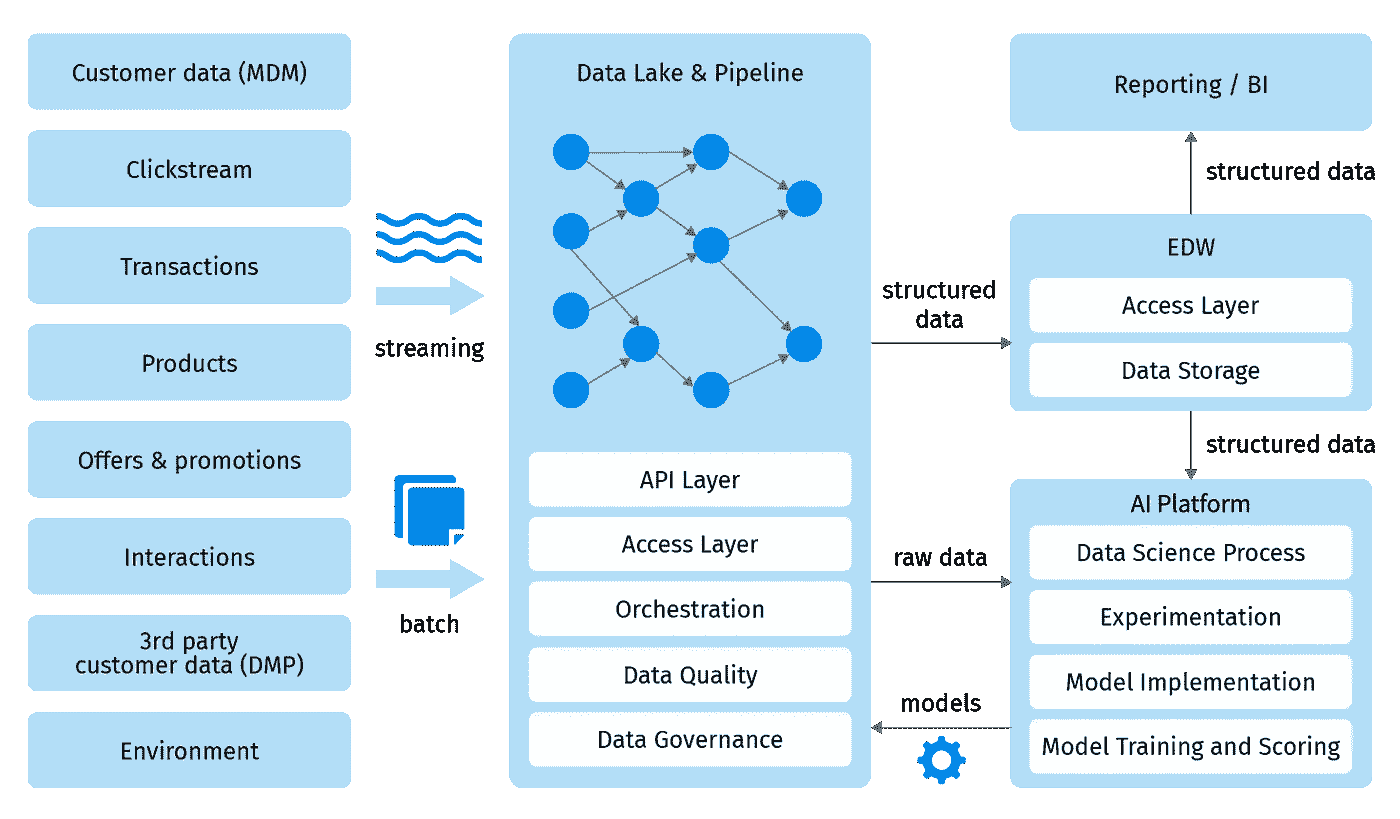 Customer data (MDM)
Clickstream
Transactions
Products
Offers & promotions
Interactions
3rd party
customer data (DMP)
Environment
streaming
batch
Data Lake & Pipeline
API Layer
Access Layer
Orchestration
Data Quality
Data Governance
structured
data
raw data
models
Reporting / BI
structured data
EDW
Access Layer
Data Storage
structured data
AI Platform
Data Science Process
Experimentation
Model Implementation
Model Training and Scoring